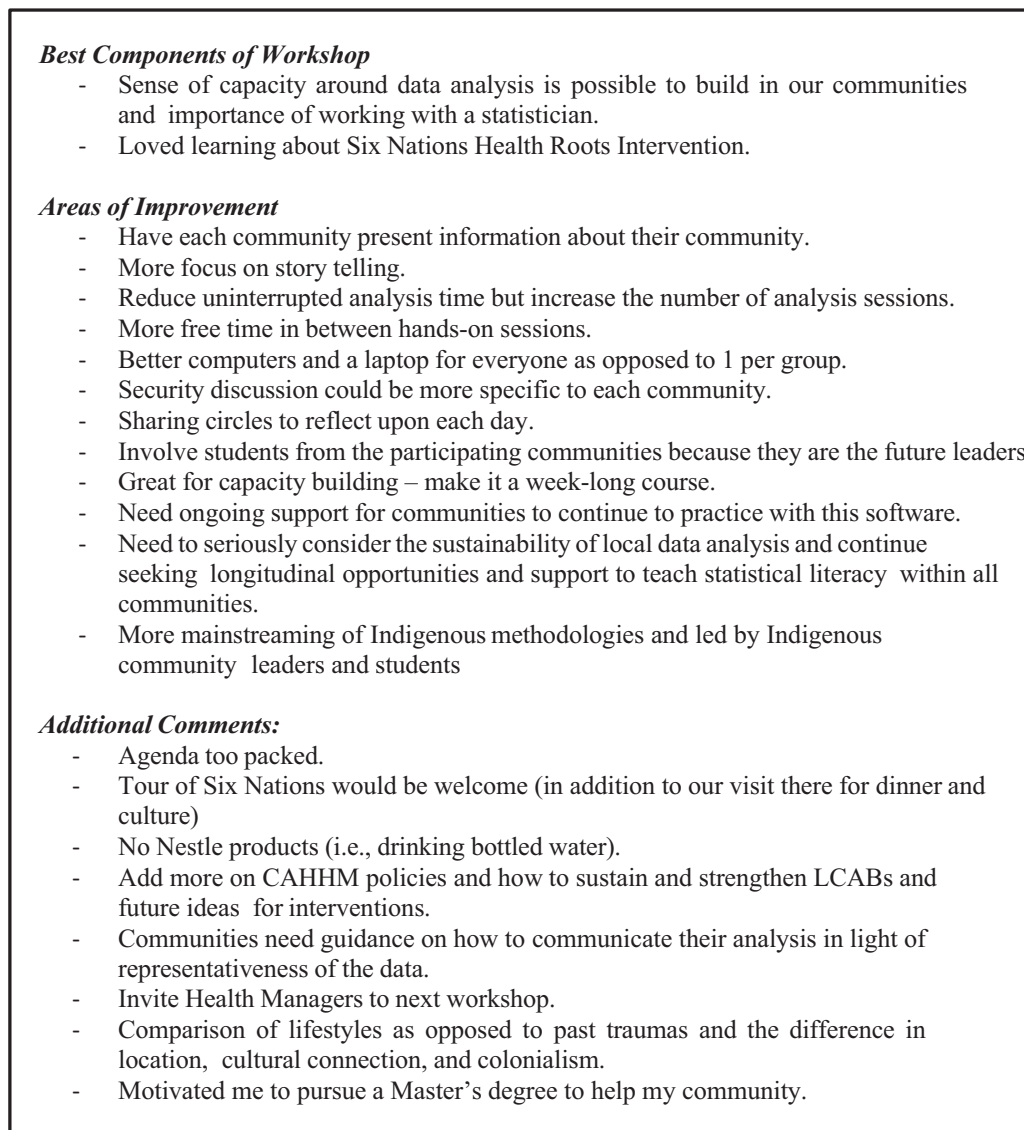 Best Components of Workshop
- Sense of capacity around data analysis is possible to build in our communities
and importance of working with a statistician.
- Loved learning about Six Nations Health Roots Intervention.
Areas of Improvement
- Have each community present information about their community.
- More focus on story telling.
- Reduce uninterrupted analysis time but increase the number of analysis sessions.
- More free time in between hands-on sessions.
- Better computers and a laptop for everyone as opposed to 1 per group.
- Security discussion could be more specific to each community.
- Sharing circles to reflect upon each day.
- Involve students from the participating communities because they are the future leaders
- Great for capacity building – make it a week-long course.
- Need ongoing support for communities to continue to practice with this software.
- Need to seriously consider the sustainability of local data analysis and continue
seeking longitudinal opportunities and support to teach statistical literacy within all
communities.
- More mainstreaming of Indigenous methodologies and led by Indigenous
community leaders and students
Additional Comments:
- Agenda too packed.
- Tour of Six Nations would be welcome (in addition to our visit there for dinner and
culture)
- No Nestle products (i.e., drinking bottled water).
- Add more on CAHHM policies and how to sustain and strengthen LCABs and
future ideas for interventions.
- Communities need guidance on how to communicate their analysis in light of
representativeness of the data.
- Invite Health Managers to next workshop.
- Comparison of lifestyles as opposed to past traumas and the difference in
location, cultural connection, and colonialism.
- Motivated me to pursue a Master's degree to help my community.